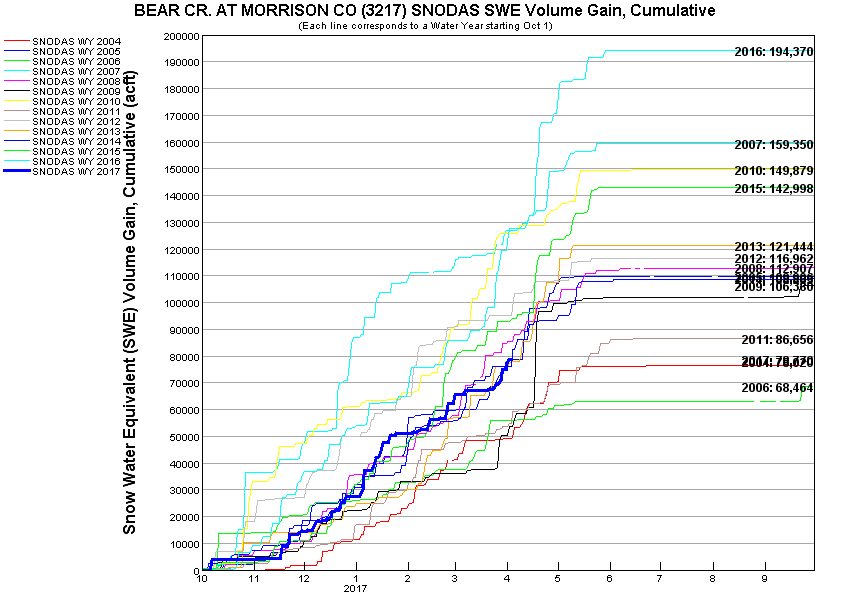 BEAR CR. AT MORRISON CO (3217) SNODAS SWE Volume Gain, Cumulative
(Each line corresponds to a Water Year starting Oct 1)
SNODAS WY 2004
SNODAS WY 2005
SNODAS WY 2006
SNODAS WY 2007
SNODAS WY 2008
SNODAS WY 2009
SNODAS WY 2010
SNODAS WY 2011
SNODAS WY 2012
SNODAS WY 2013
SNODAS WY 2014
SNODAS WY 2015
SNODAS WY 2016
SNODAS WY 2017
Snow Water Equivalent (SWE) Volume Gain, Cumulative (acft)
200000
190000
180000
170000
160000
150000
140000
130000
120000
110000
100000
90000
80000
70000
60000
50000
40000
30000
20000
10000
0
2016: 194,370
2007: 159,350
2010: 149,879
2015: 142,998
2013: 121,444
2012: 116,962
2008: 112,907
2011: 86,656
2006: 68,464
10 11 12 1 2 3 4 5 6 7 8 9
2017